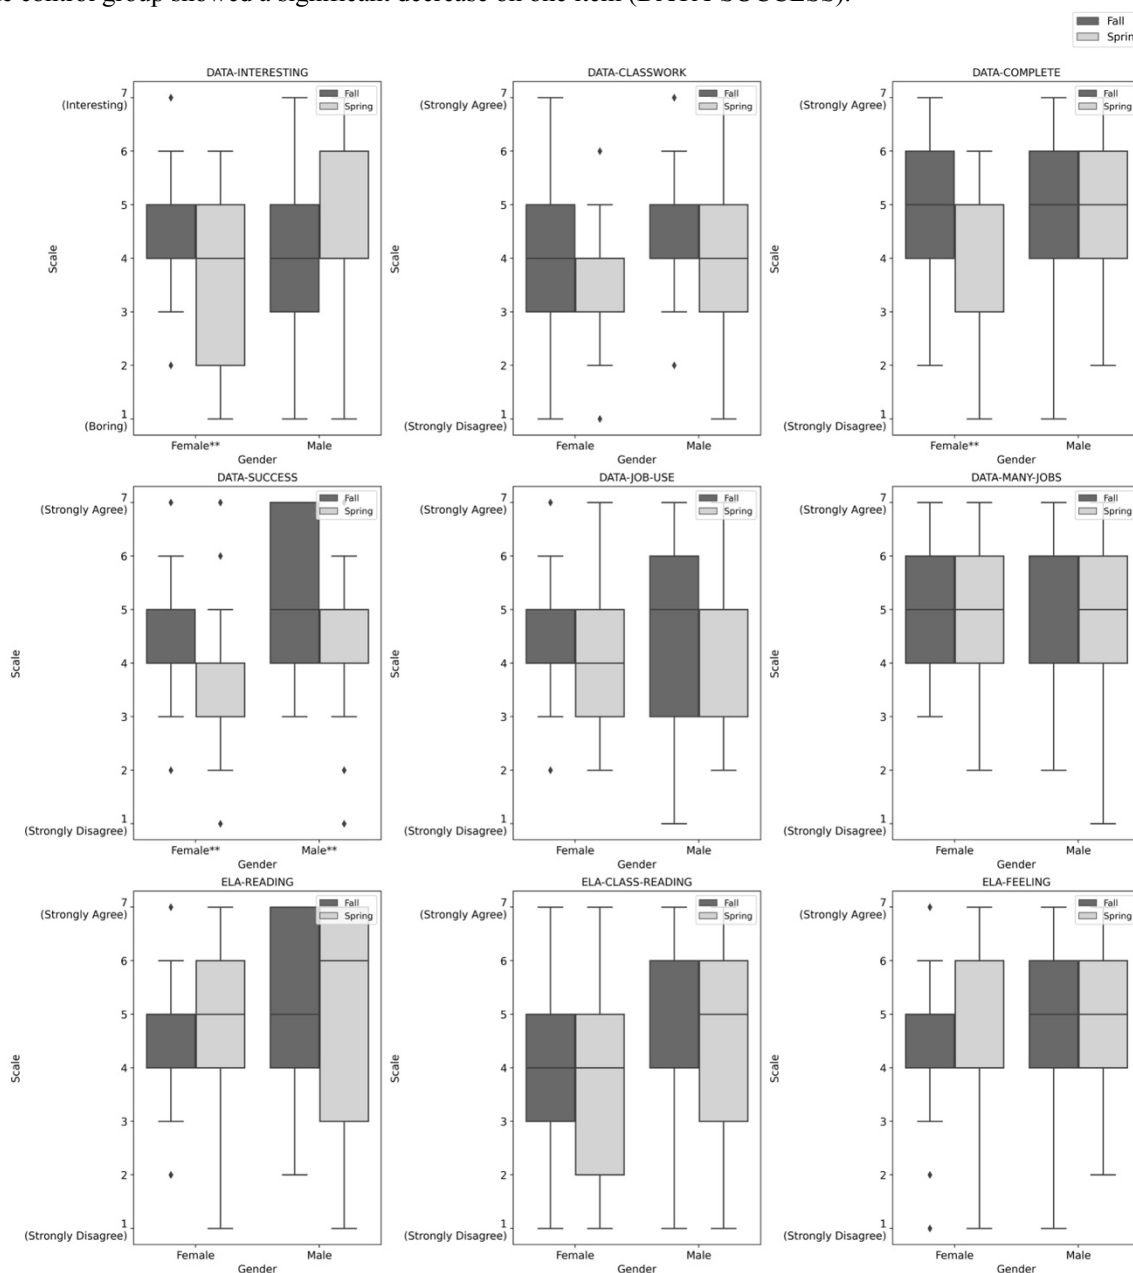 control group showed a significant decrease on one item (DATA-SUCCESS).
Fall
DATA-INTERESTING DATA-CLASSWORK DATA-COMPLETE
7 Fall 7 Fall 7 Fall
(Interesting) Spring (Strongly Agree) Spring (Strongly Agree) Spring
6 6 6
5 5 5
Scale Scale Scale
4 4 4
3 3 3
2 2 2
1 1 1
(Boring) (Strongly Disagree) (Strongly Disagree)
Female** Male Female Male Female** Male
Gender Gender Gender
DATA-SUCCESS DATA-JOB-USE DATA-MANY-JOBS
7 Fall 7 Fall 7 Fall
(Strongly Agree) Spring (Strongly Agree) Spring (Strongly Agree) Spring
6 6 6
5 5 5
Scale Scale Scale
4 4 4
3 3 3
2 2 2
1 1 1
(Strongly Disagree) (Strongly Disagree) (Strongly Disagree)
Female** Male** Female Male Female Male
Gender Gender Gender
ELA-READING ELA-CLASS-READING ELA-FEELING
7 Fall 7 Fall 7 Fall
(Strongly Agree) Spring (Strongly Agree) Spring (Strongly Agree) Spring
6 6 6
5 5 5
Scale Scale Scale
4 4 4
3 3 3
2 2 2
1 1 1
(Strongly Disagree) (Strongly Disagree) (Strongly Disagree)
Female Male Female Male Female Male
Gender Gender Gender